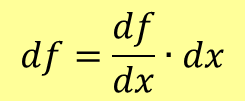 df = df/dx · dx